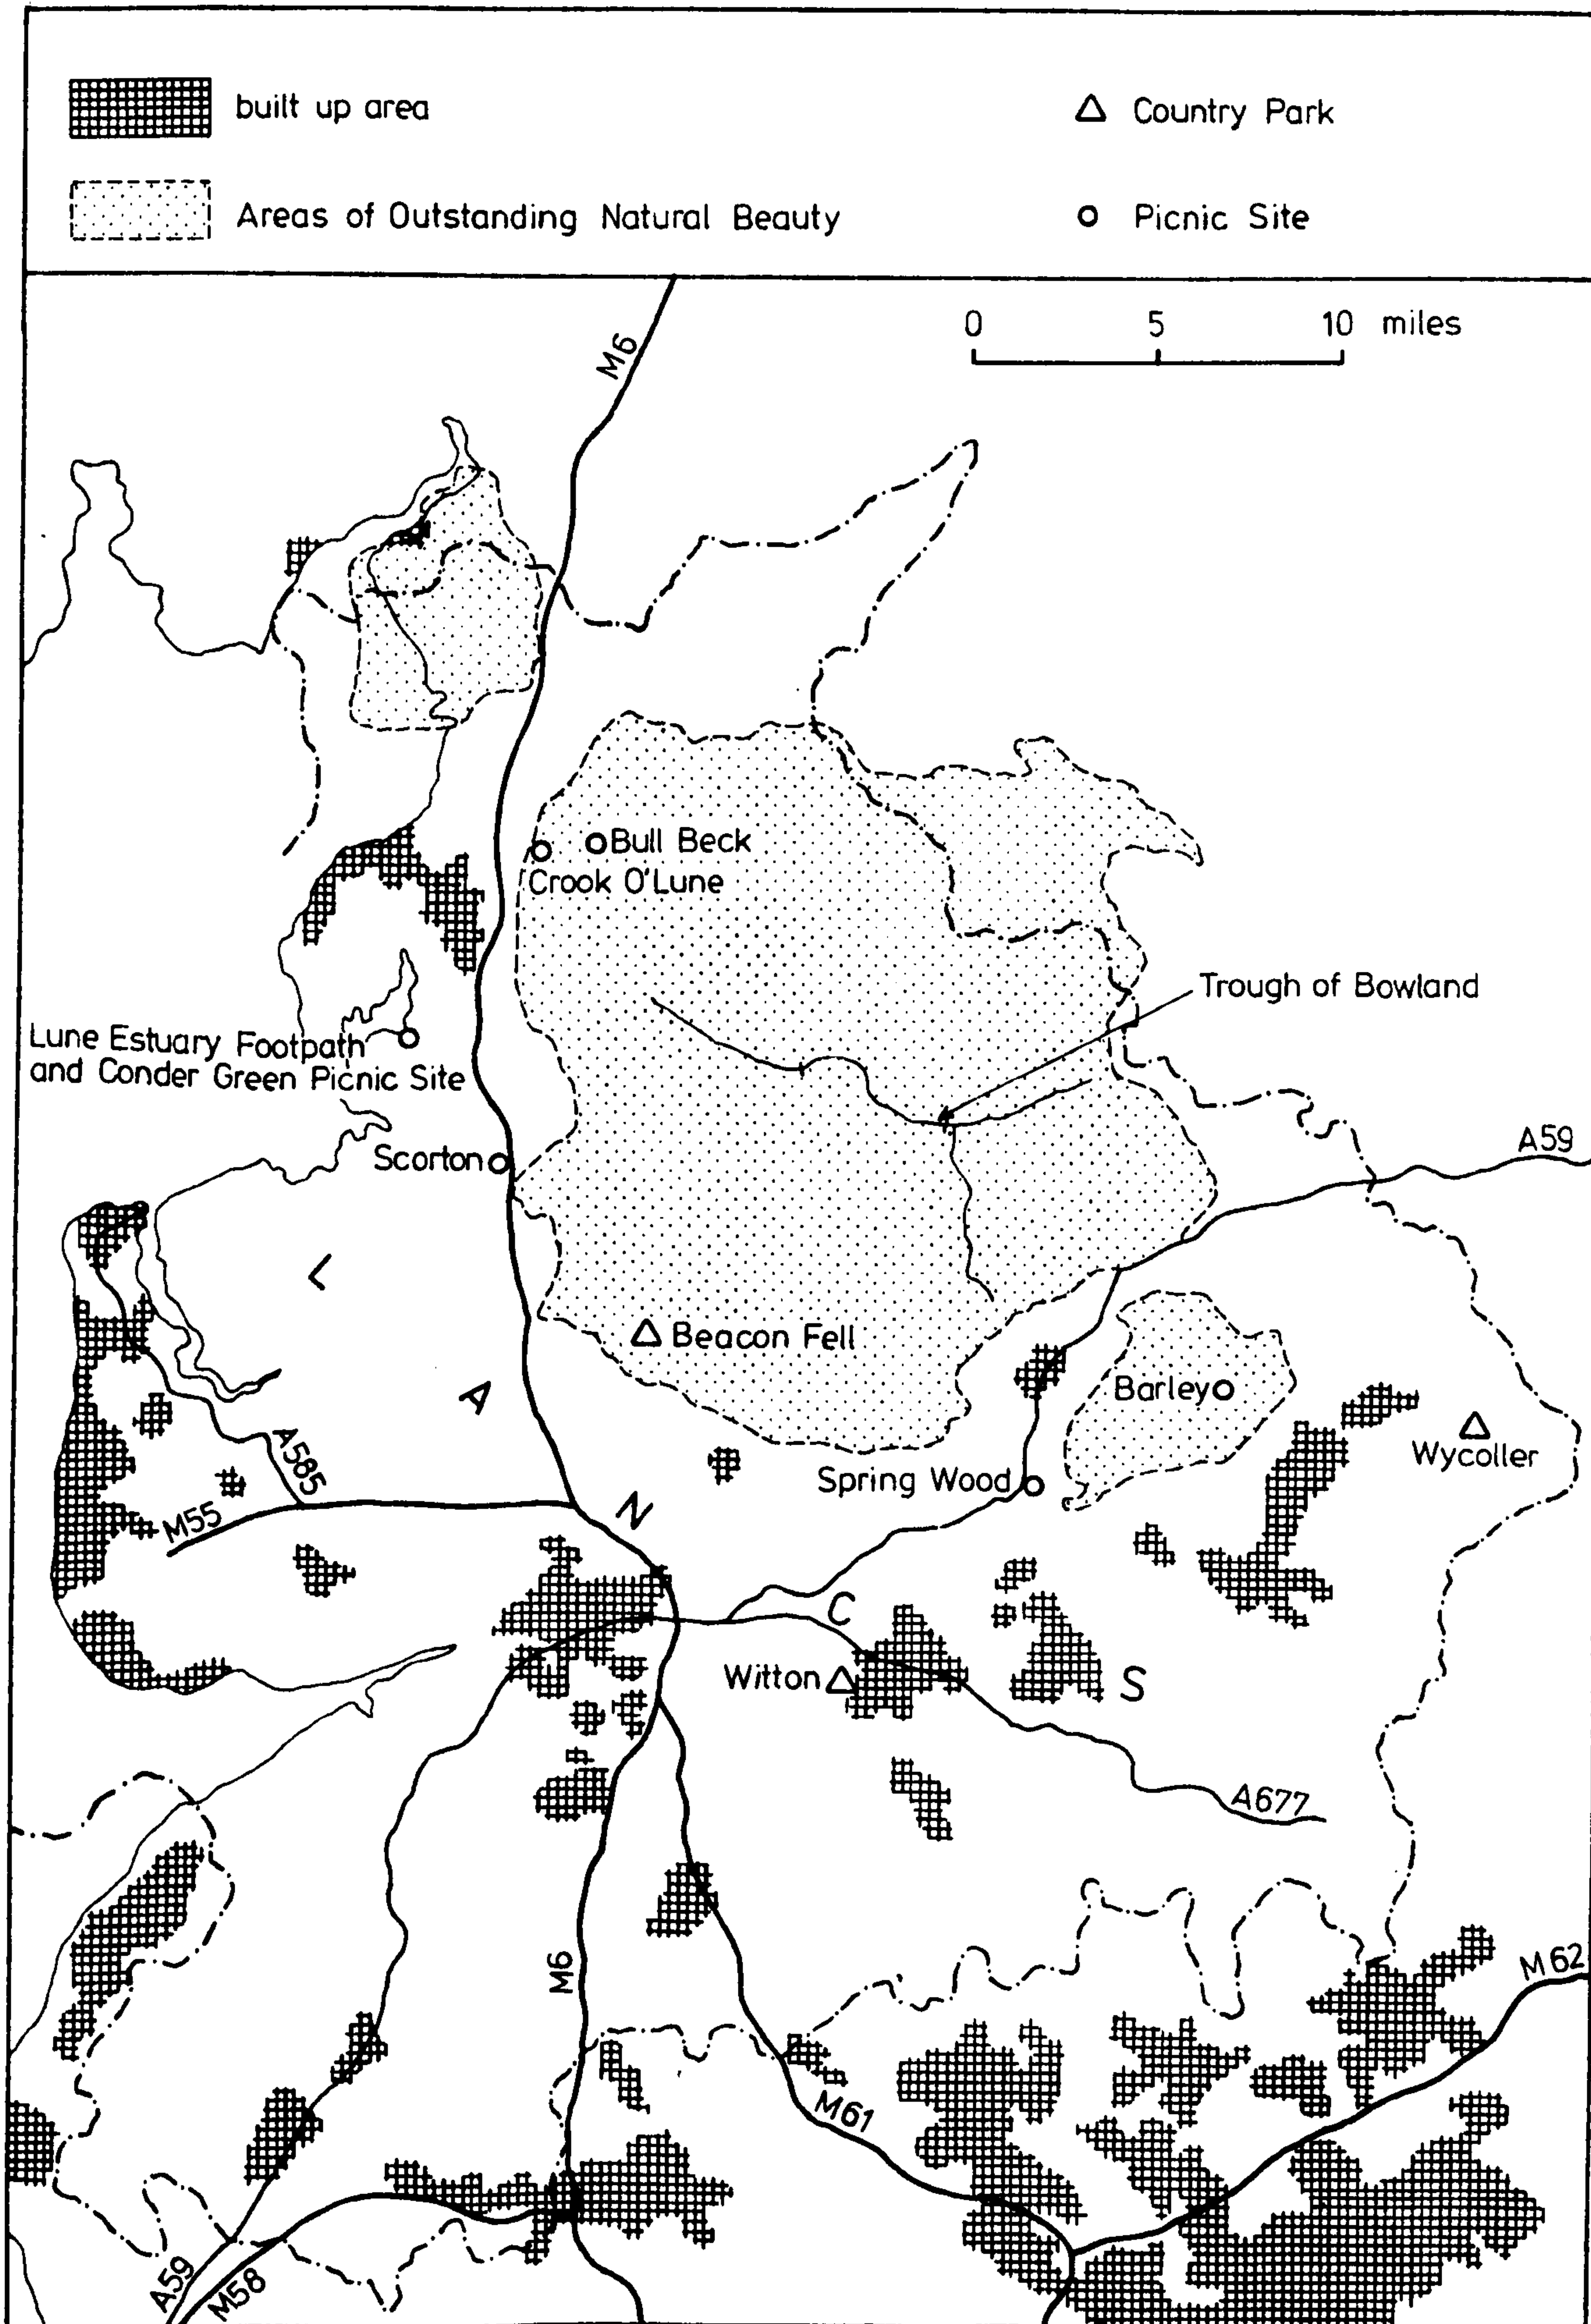 built up area
Country Park
Areas of Outstanding Natural Beauty
Picnic Site
0 5 10 miles
M6
Bull Beck
Crook O'Lune
Trough of Bowland
Lune Estuary Footpath
and Conder Green Picnic Site
A59
Scorton
L
Beacon Fell
Barley
A
Wycoller
A585
Spring Wood
N
M55
C
Witton
S
A677
M6
M62
M61
A59
M58